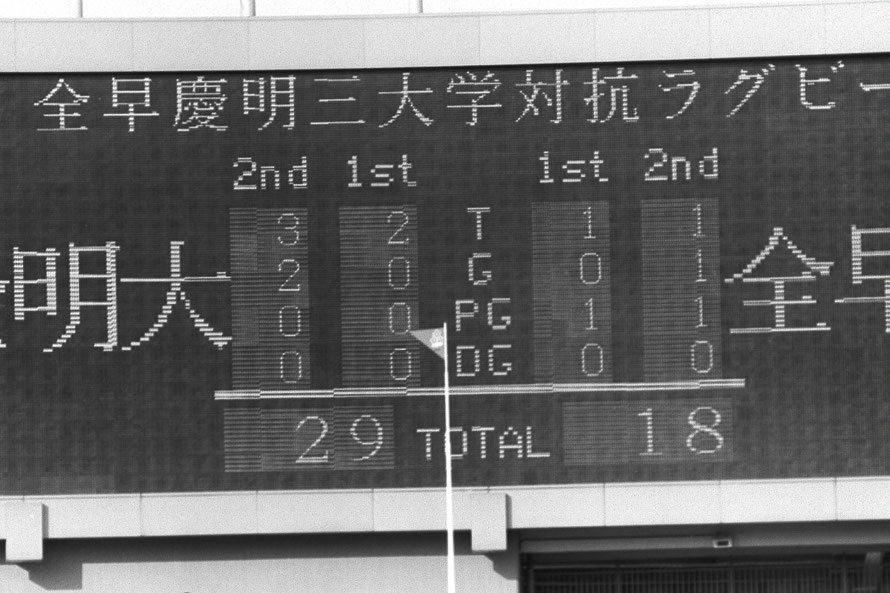 全早慶明三大学対抗ラグビー
2nd 1st 1st 2nd
3 2 T 1 1
2 0 G 0 1
0 0 PG 1 1
0 0 DG 0 0
明大 全早
29 TOTAL 18